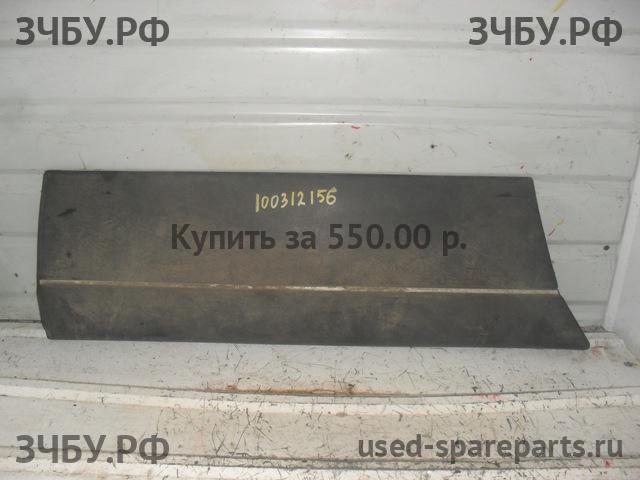 ЗЧБУ.РФ ЗЧБУ.РФ
100312156
Купить за 550.00 р.
ЗЧБУ.РФ used-spareparts.ru